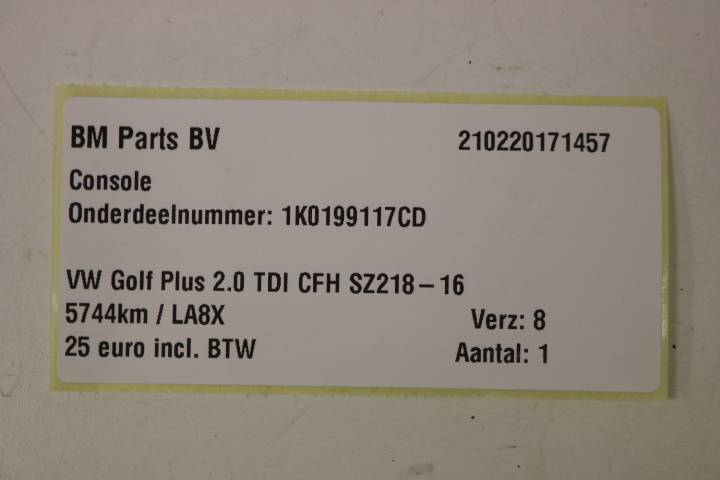 BM Parts BV 210220171457
Console
Onderdeelnummer: 1K0199117CD
VW Golf Plus 2.0 TDI CFH SZ218-16
5744km / LA8X Verz: 8
25 euro incl. BTW Aantal: 1